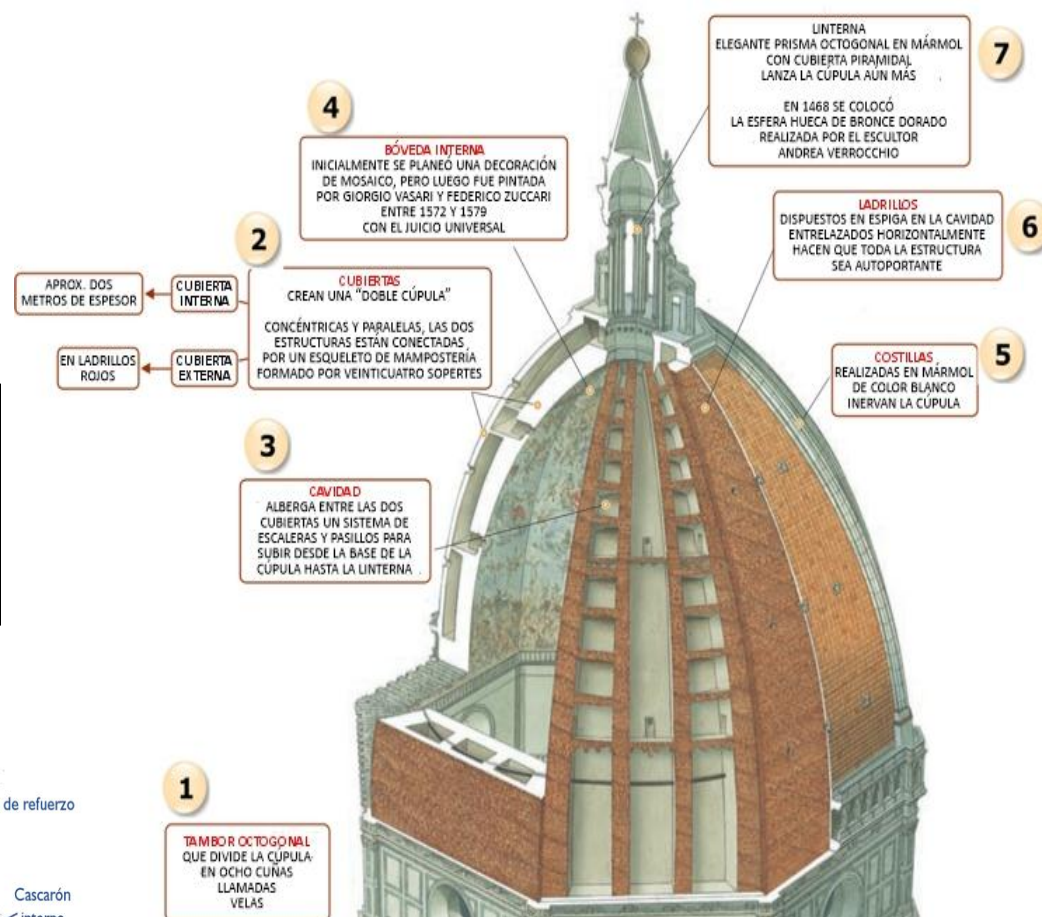 7
LINTERNA
ELEGANTE PRISMA OCTOGONAL EN MÁRMOL
CON CUBIERTA PIRAMIDAL
LANZA LA CÚPULA AÚN MÁS
EN 1468 SE COLOCÓ
LA ESFERA HUECA DE BRONCE DORADO
REALIZADA POR EL ESCULTOR
ANDREA VERROCCHIO
4
BÓVEDA INTERNA
INICIALMENTE SE PLANEÓ UNA DECORACIÓN
DE MOSAICO, PERO LUEGO FUE PINTADA
POR GIORGIO VASARI Y FEDERICO ZUCCARI
ENTRE 1572 Y 1579
CON EL JUICIO UNIVERSAL
6
LADRILLOS
DISPUESTOS EN ESPIGA EN LA CAVIDAD
ENTRELAZADOS HORIZONTALMENTE
HACEN QUE TODA LA ESTRUCTURA
SEA AUTOPORTANTE
2
CUBIERTAS
CREAN UNA "DOBLE CÚPULA"
CONCÉNTRICAS Y PARALELAS, LAS DOS
ESTRUCTURAS ESTÁN CONECTADAS
POR UN ESQUELETO DE MAMPOSTERÍA
FORMADO POR VEINTICUATRO SOPERTES
CUBIERTA
INTERNA
APROX. DOS
METROS DE ESPESOR
CUBIERTA
EXTERNA
EN LADRILLOS
ROJOS
5
COSTILLAS
REALIZADAS EN MÁRMOL
DE COLOR BLANCO
INERVAN LA CÚPULA
3
CAVIDAD
ALBERGA ENTRE LAS DOS
CUBIERTAS UN SISTEMA DE
ESCALERAS Y PASILLOS PARA
SUBIR DESDE LA BASE DE LA
CÚPULA HASTA LA LINTERNA
1
TAMBOR OCTOGONAL
QUE DIVIDE LA CÚPULA
EN OCHO CUÑAS
LLAMADAS
VELAS
de refuerzo
Cascarón
interno